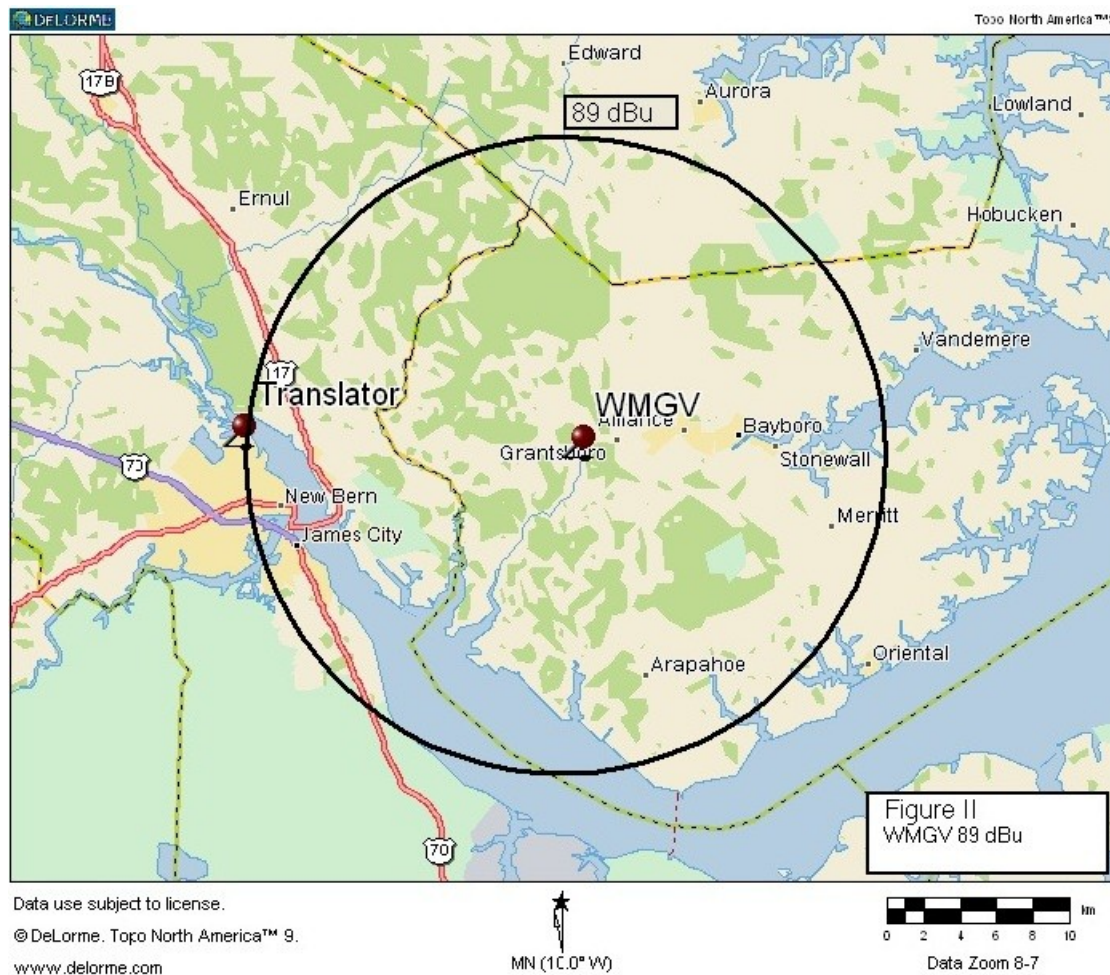 DELORME
Topo North America™ 9
17B
Edward
89 dBu
Aurora
Lowland
Ernul
Hobucken
Vandemere
17
Translator
WMGV
Alliance
Bayboro
Grantsboro
Stonewall
70
New Bern
Merritt
James City
Oriental
Arapahoe
Figure II
WMGV 89 dBu
70
Data use subject to license.
© DeLorme. Topo North America™ 9.
www.delorme.com
MN (10.0° W)
km
0 2 4 6 8 10
Data Zoom 8-7